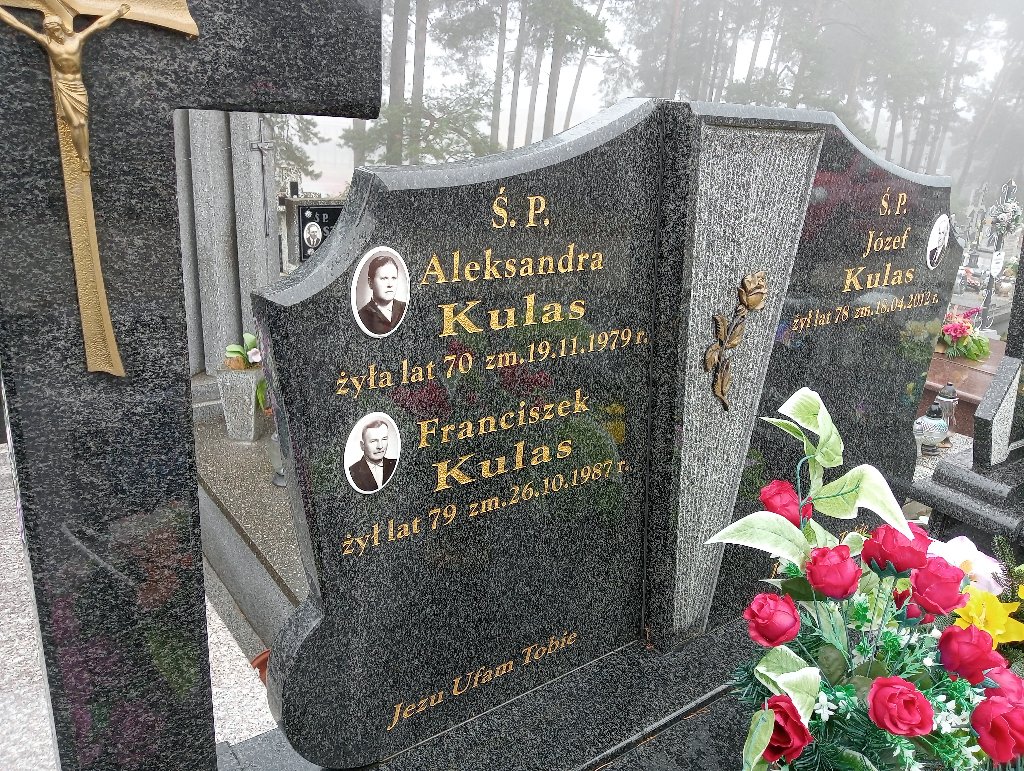 Ś. P.
Aleksandra
Kulas
żyła lat 70 zm. 19.11.1979 r.
Franciszek
Kulas
żył lat 79 zm. 26.10.1987 r.
Jezu Ufam Tobie
Ś. P.
Józef
Kulas
żył lat 78 zm. 18.04.2012 r.
Ś P.